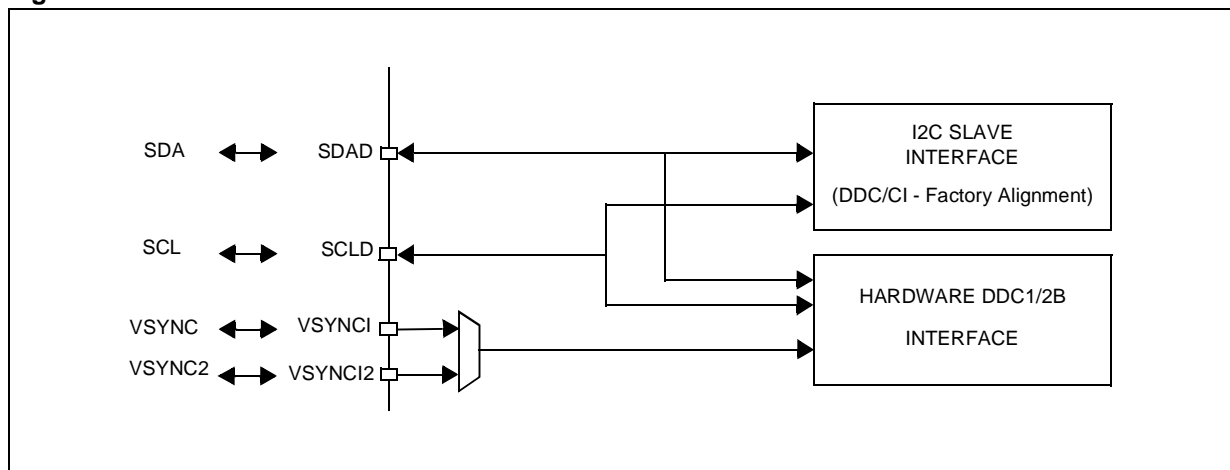 SDA SDAD
SCL SCLD
VSYNC VSYNCI
VSYNC2 VSYNCI2
I2C SLAVE
INTERFACE
(DDC/CI - Factory Alignment)
HARDWARE DDC1/2B
INTERFACE